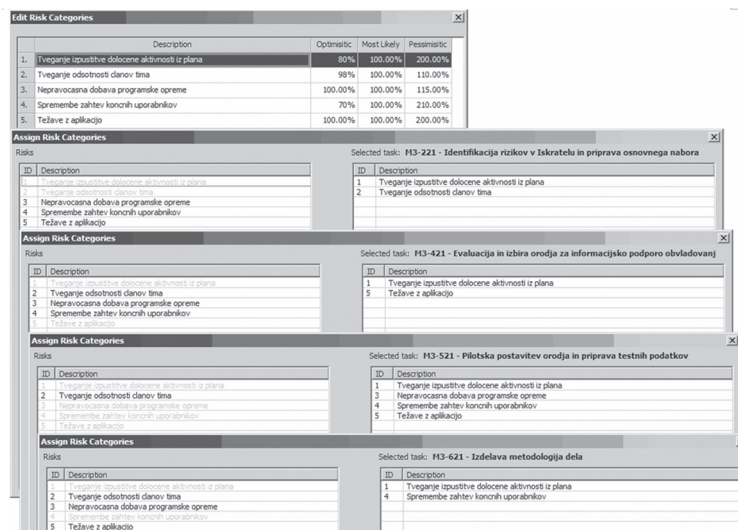 Edit Risk Categories
Description Optimisitic Most Likely Pessimisitic
1. Tveganje izpustitve dolocene aktivnosti iz plana 80% 100.00% 200.00%
2. Tveganje odsotnosti clanov tima 98% 100.00% 110.00%
3. Nepravocasna dobava programske opreme 100.00% 100.00% 115.00%
4. Spremembe zahtev koncnih uporabnikov 70% 100.00% 210.00%
5. Težave z aplikacijo 100.00% 100.00% 200.00%
Assign Risk Categories
Risks Selected task: M3-221 - Identifikacija rizikov v Iskratelu in priprava osnovnega nabora
ID Description ID Description
1 Tveganje izpustitve dolocene aktivnosti iz plana 1 Tveganje izpustitve dolocene aktivnosti iz plana
2 Tveganje odsotnosti clanov tima 2 Tveganje odsotnosti clanov tima
3 Nepravocasna dobava programske opreme
4 Spremembe zahtev koncnih uporabnikov
5 Težave z aplikacijo
Assign Risk Categories
Risks Selected task: M3-421 - Evaluacija in izbira orodja za informacijsko podporo obvladovanj
ID Description ID Description
1 Tveganje izpustitve dolocene aktivnosti iz plana 1 Tveganje izpustitve dolocene aktivnosti iz plana
2 Tveganje odsotnosti clanov tima 5 Težave z aplikacijo
3 Nepravocasna dobava programske opreme
4 Spremembe zahtev koncnih uporabnikov
5 Težave z aplikacijo
Assign Risk Categories
Risks Selected task: M3-521 - Pilotska postavitev orodja in priprava testnih podatkov
ID Description ID Description
1 Tveganje izpustitve dolocene aktivnosti iz plana 1 Tveganje izpustitve dolocene aktivnosti iz plana
2 Tveganje odsotnosti clanov tima 3 Nepravocasna dobava programske opreme
3 Nepravocasna dobava programske opreme 4 Spremembe zahtev koncnih uporabnikov
4 Spremembe zahtev koncnih uporabnikov 5 Težave z aplikacijo
5 Težave z aplikacijo
Assign Risk Categories
Risks Selected task: M3-621 - Izdelava metodologija dela
ID Description ID Description
1 Tveganje izpustitve dolocene aktivnosti iz plana 1 Tveganje izpustitve dolocene aktivnosti iz plana
2 Tveganje odsotnosti clanov tima 4 Spremembe zahtev koncnih uporabnikov
3 Nepravocasna dobava programske opreme
4 Spremembe zahtev koncnih uporabnikov
5 Težave z aplikacijo